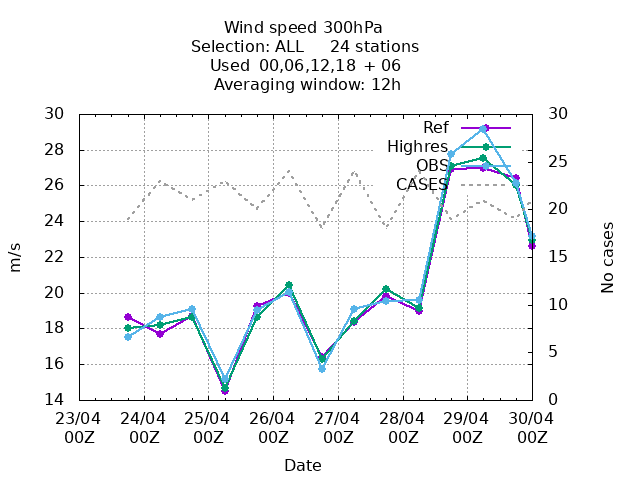 Wind speed 300hPa
Selection: ALL 24 stations
Used 00,06,12,18 + 06
Averaging window: 12h
30 30
Ref
28 Highres
25
OBS
26 CASES
24 20
22 15
20
10
18
16 5
14 0
m/s
No cases
23/04 24/04 25/04 26/04 27/04 28/04 29/04 30/04
00Z 00Z 00Z 00Z 00Z 00Z 00Z 00Z
Date